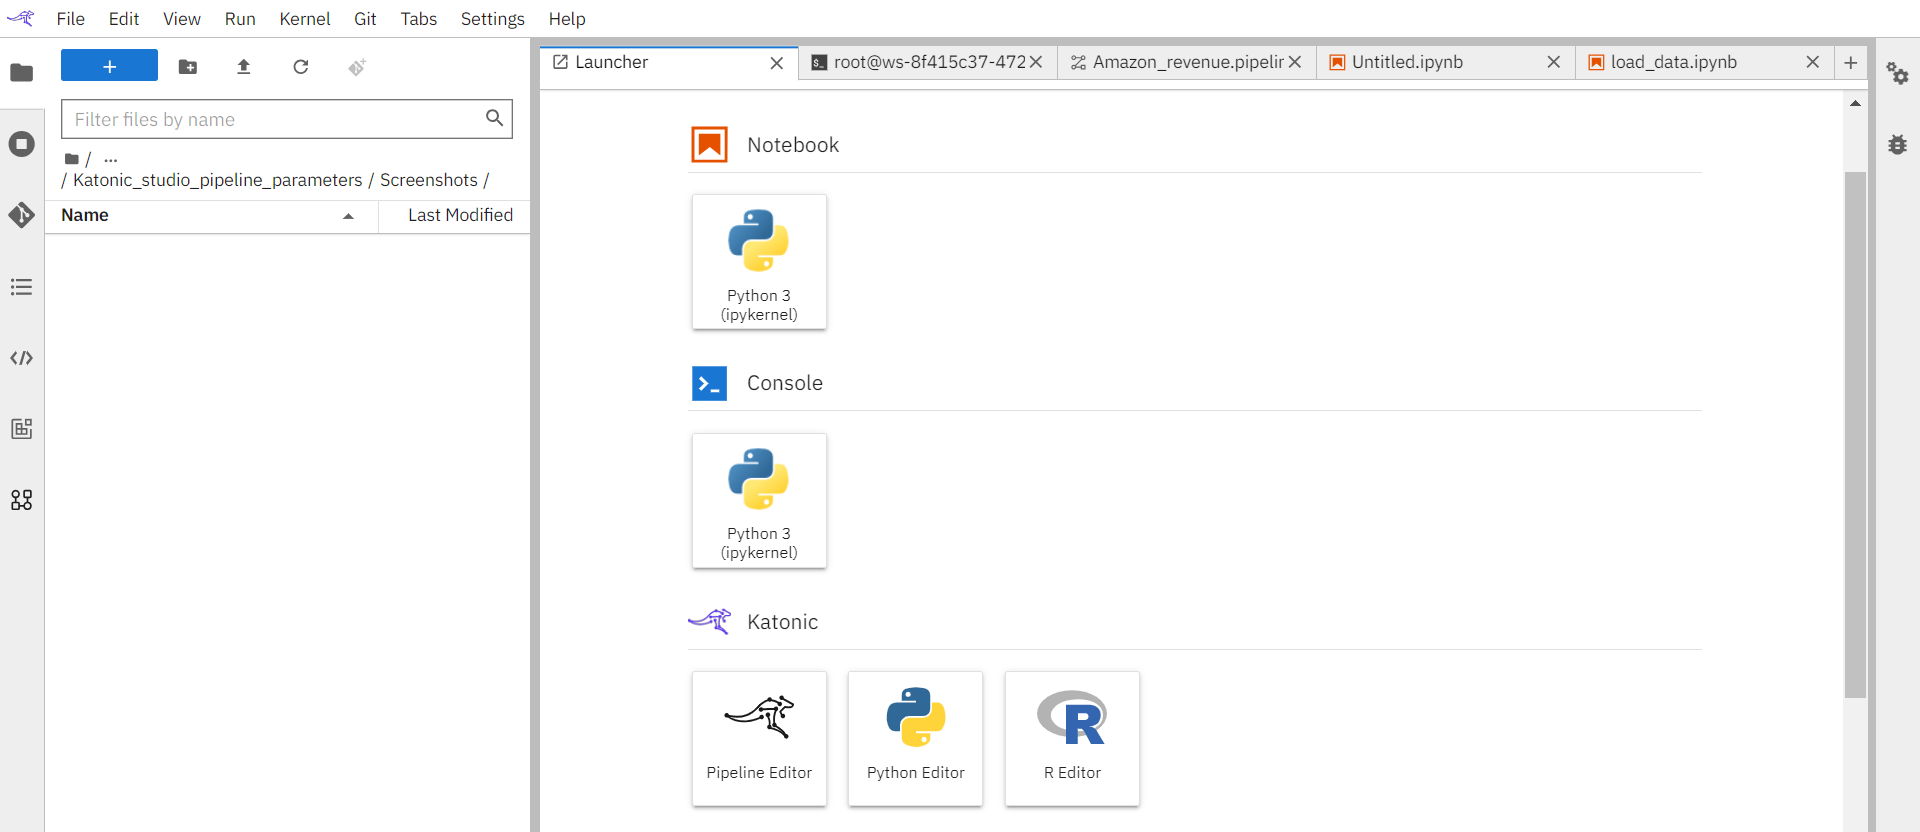 File Edit View Run Kernel Git Tabs Settings Help
Filter files by name
/ ...
/ Katonic_studio_pipeline_parameters / Screenshots /
Name Last Modified
Launcher root@ws-8f415c37-472 Amazon_revenue.pipelin Untitled.ipynb load_data.ipynb
Notebook
Python 3
(ipykernel)
Console
Python 3
(ipykernel)
Katonic
Pipeline Editor Python Editor R Editor